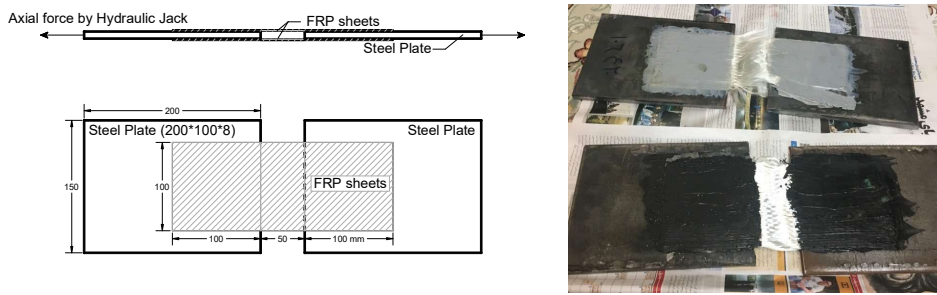 Axial force by Hydraulic Jack
FRP sheets
Steel Plate
200
Steel Plate (200*100*8)
Steel Plate
150
100
FRP sheets
100
50
100 mm